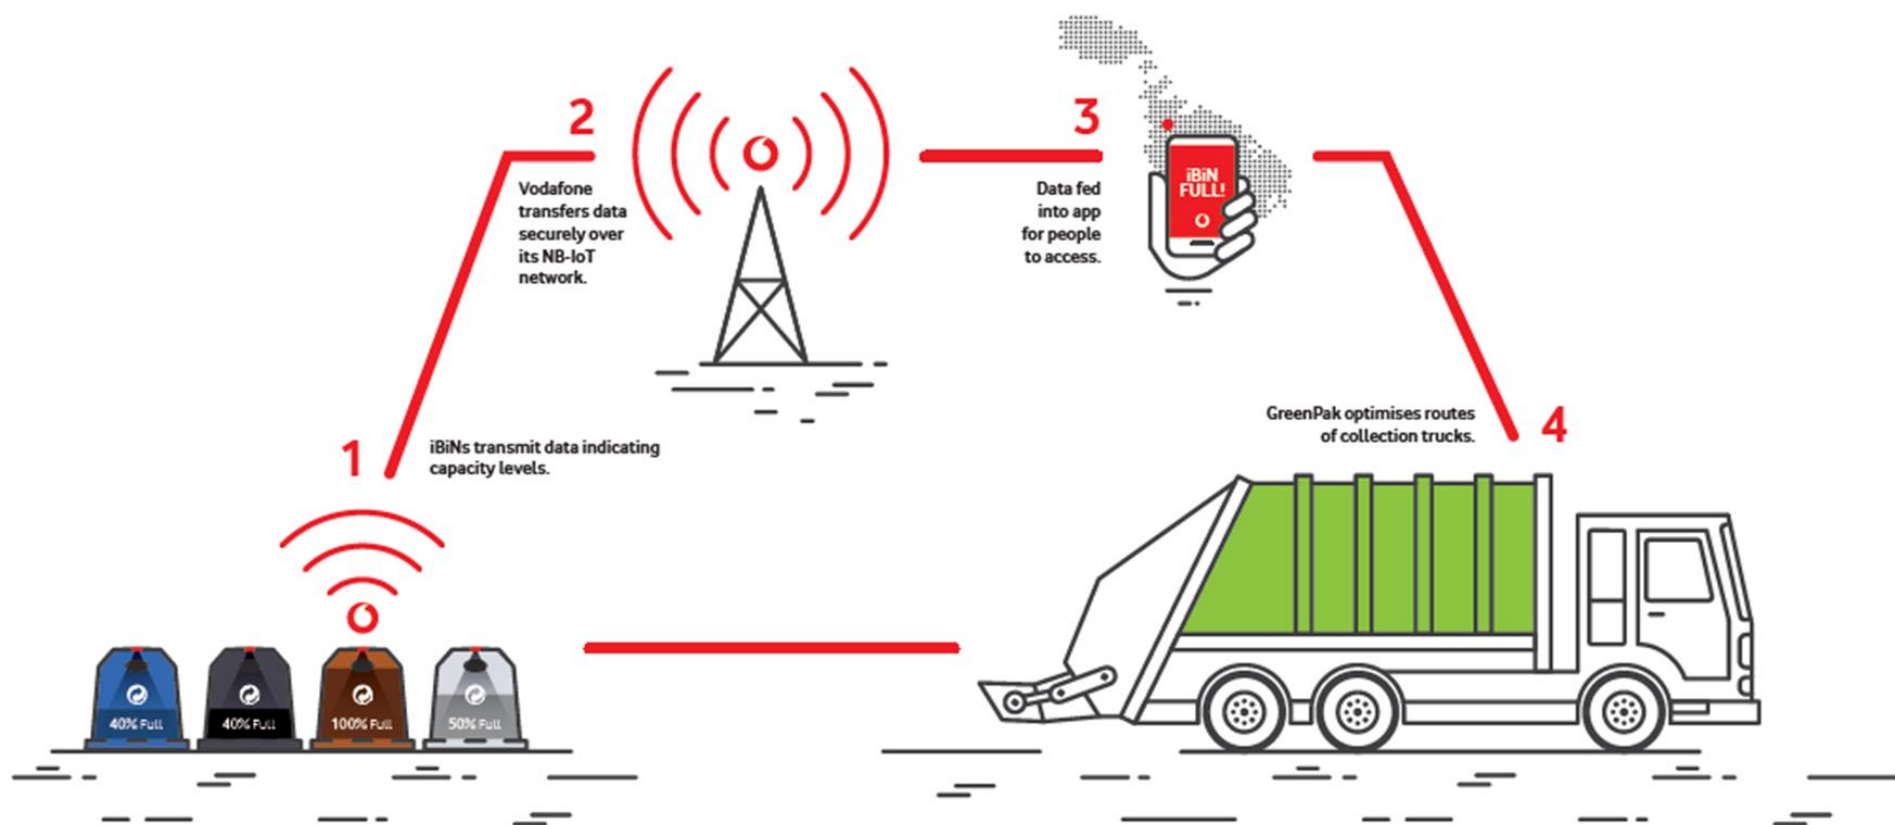 2
Vodafone
transfers data
securely over
its NB-IoT
network.
3
Data fed
into app
for people
to access.
iBiN
FULL!
1
iBiNs transmit data indicating
capacity levels.
GreenPak optimises routes
of collection trucks.
4
40% Full
40% Full
100% Full
50% Full